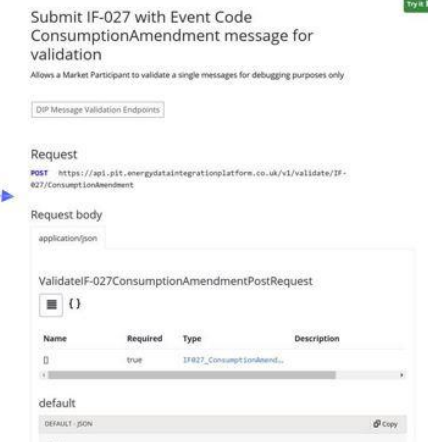 Try it
Submit IF-027 with Event Code
ConsumptionAmendment message for
validation
Allows a Market Participant to validate a single messages for debugging purposes only
DIP Message Validation Endpoints
Request
POST https://api.pit.energydataintegrationplatform.co.uk/v1/validate/IF-
027/ConsumptionAmendment
Request body
application/json
ValidateIF-027ConsumptionAmendmentPostRequest
{ }
Name Required Type Description
[] true IF027_ConsumptionAmend...
default
DEFAULT - JSON Copy